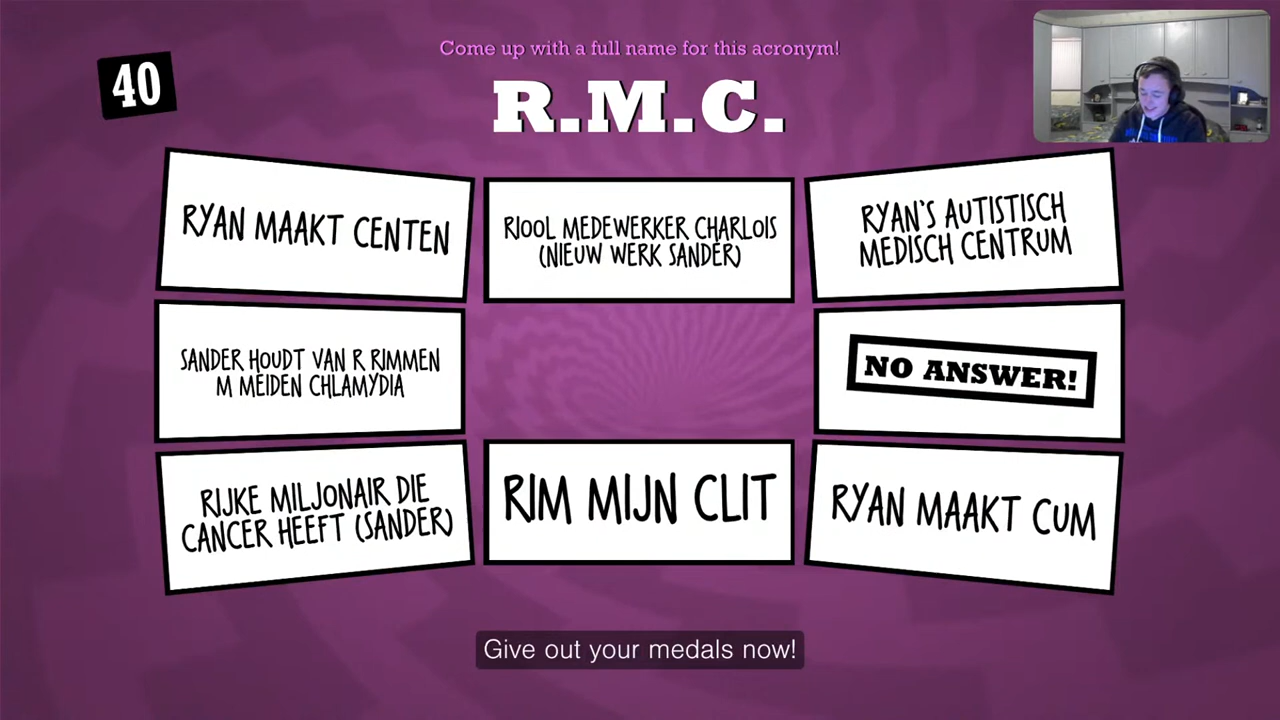 Come up with a full name for this acronym!
40
R.M.C.
RYAN MAAKT CENTEN
RIOOL MEDEWERKER CHARLOIS
(NIEUW WERK SANDER)
RYAN'S AUTISTISCH
MEDISCH CENTRUM
SANDER HOUDT VAN R RIMMEN
M MEIDEN CHLAMYDIA
NO ANSWER!
RIJKE MILJONAIR DIE
CANCER HEEFT (SANDER)
RIM MIJN CLIT
RYAN MAAKT CUM
Give out your medals now!